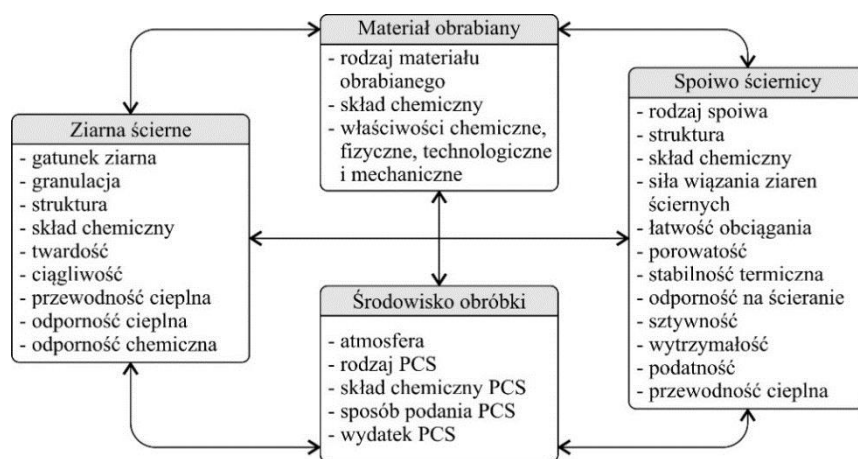 Materiał obrabiany
- rodzaj materiału
obrabianego
- skład chemiczny
- właściwości chemiczne,
fizyczne, technologiczne
i mechaniczne
Ziarna ścierne
- gatunek ziarna
- granulacja
- struktura
- skład chemiczny
- twardość
- ciągliwość
- przewodność cieplna
- odporność cieplna
- odporność chemiczna
Spoiwo ściernicy
- rodzaj spoiwa
- struktura
- skład chemiczny
- siła wiązania ziaren
ściernych
- łatwość obciągania
- porowatość
- stabilność termiczna
- odporność na ścieranie
- sztywność
- wytrzymałość
- podatność
- przewodność cieplna
Środowisko obróbki
- atmosfera
- rodzaj PCS
- skład chemiczny PCS
- sposób podania PCS
- wydatek PCS